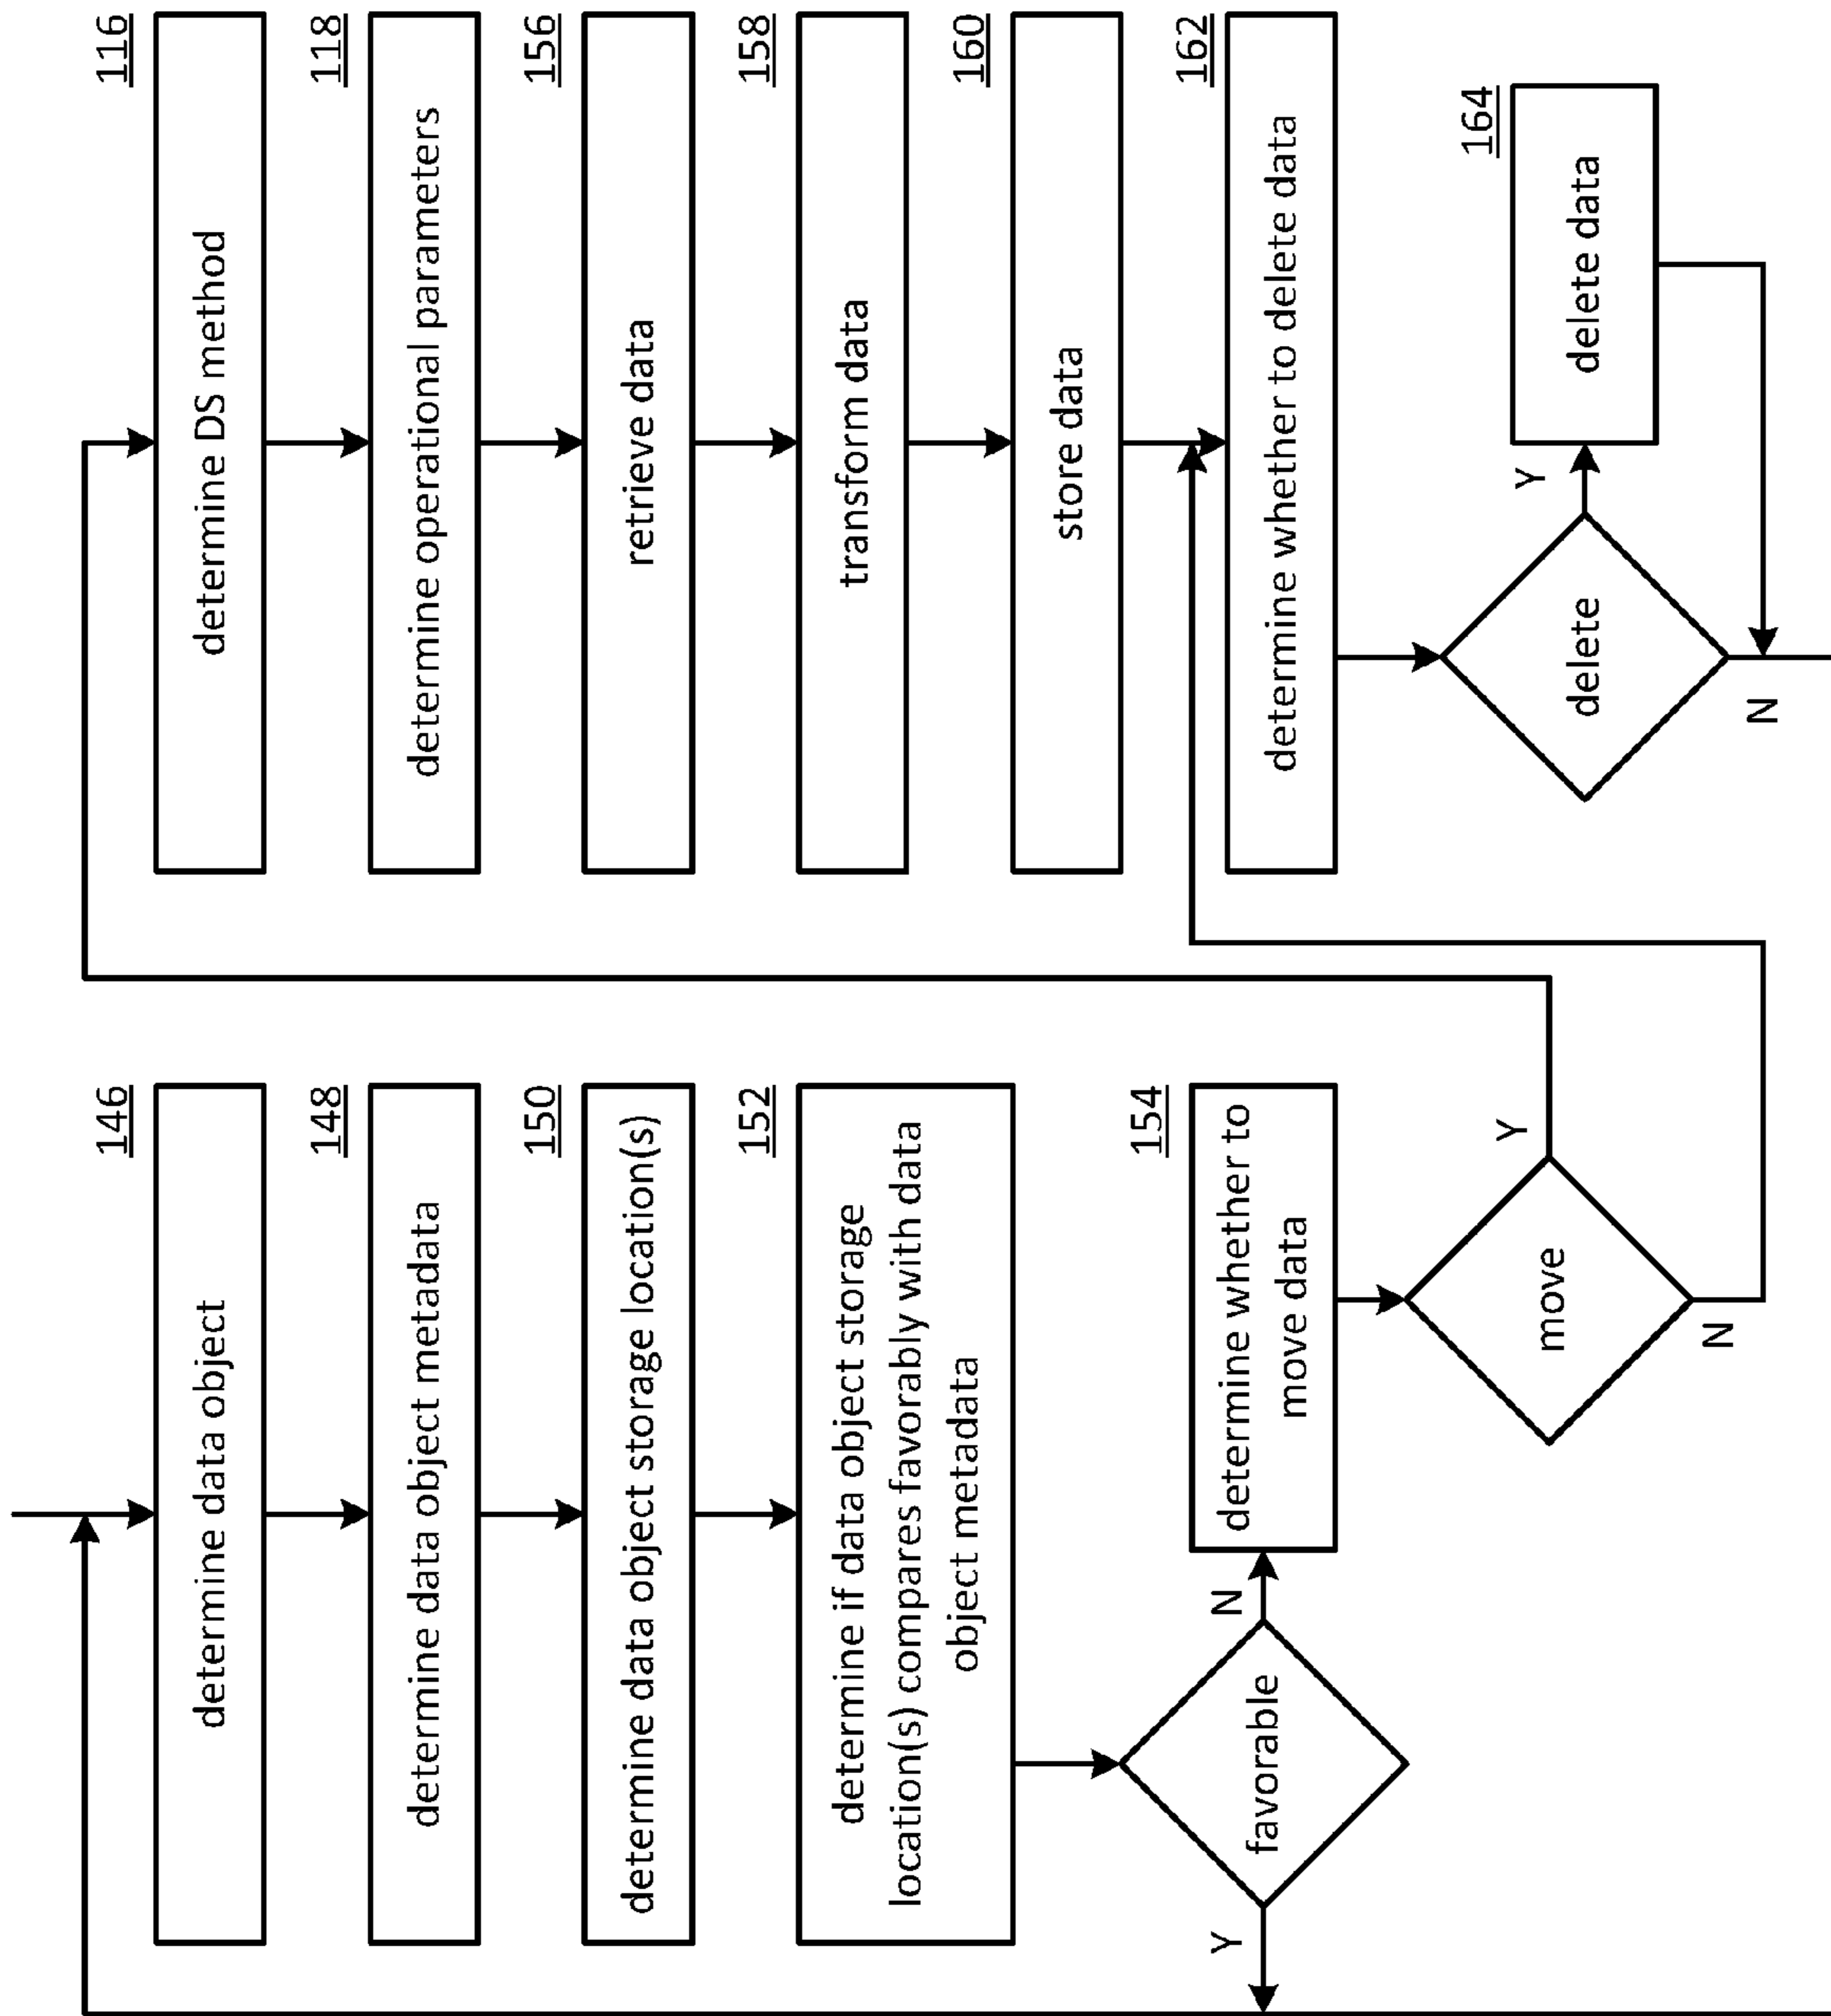 146
determine data object
148
determine data object metadata
150
determine data object storage location(s)
152
determine if data object storage
location(s) compares favorably with data
object metadata
favorable
Y
N
154
determine whether to
move data
move
Y
N
116
determine DS method
118
determine operational parameters
156
retrieve data
158
transform data
160
store data
162
determine whether to delete data
delete
Y
N
164
delete data